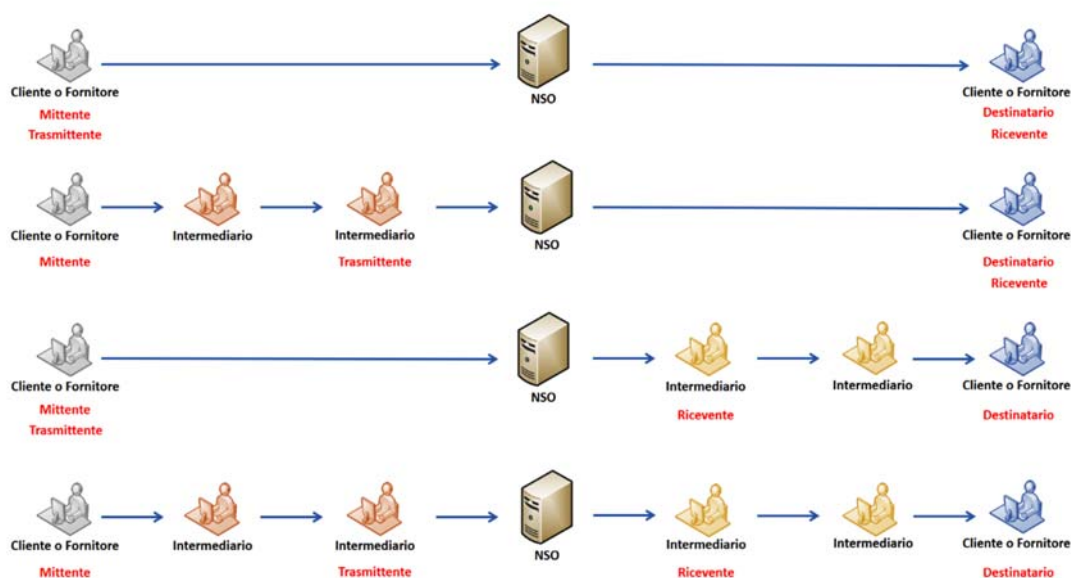 Cliente o Fornitore
NSO
Cliente o Fornitore
Mittente
Destinatario
Trasmittente
Ricevente
Cliente o Fornitore
Intermediario
Intermediario
NSO
Cliente o Fornitore
Mittente
Trasmittente
Destinatario
Ricevente
Cliente o Fornitore
NSO
Intermediario
Intermediario
Cliente o Fornitore
Mittente
Ricevente
Destinatario
Trasmittente
Cliente o Fornitore
Intermediario
Intermediario
NSO
Intermediario
Intermediario
Cliente o Fornitore
Mittente
Trasmittente
Ricevente
Destinatario